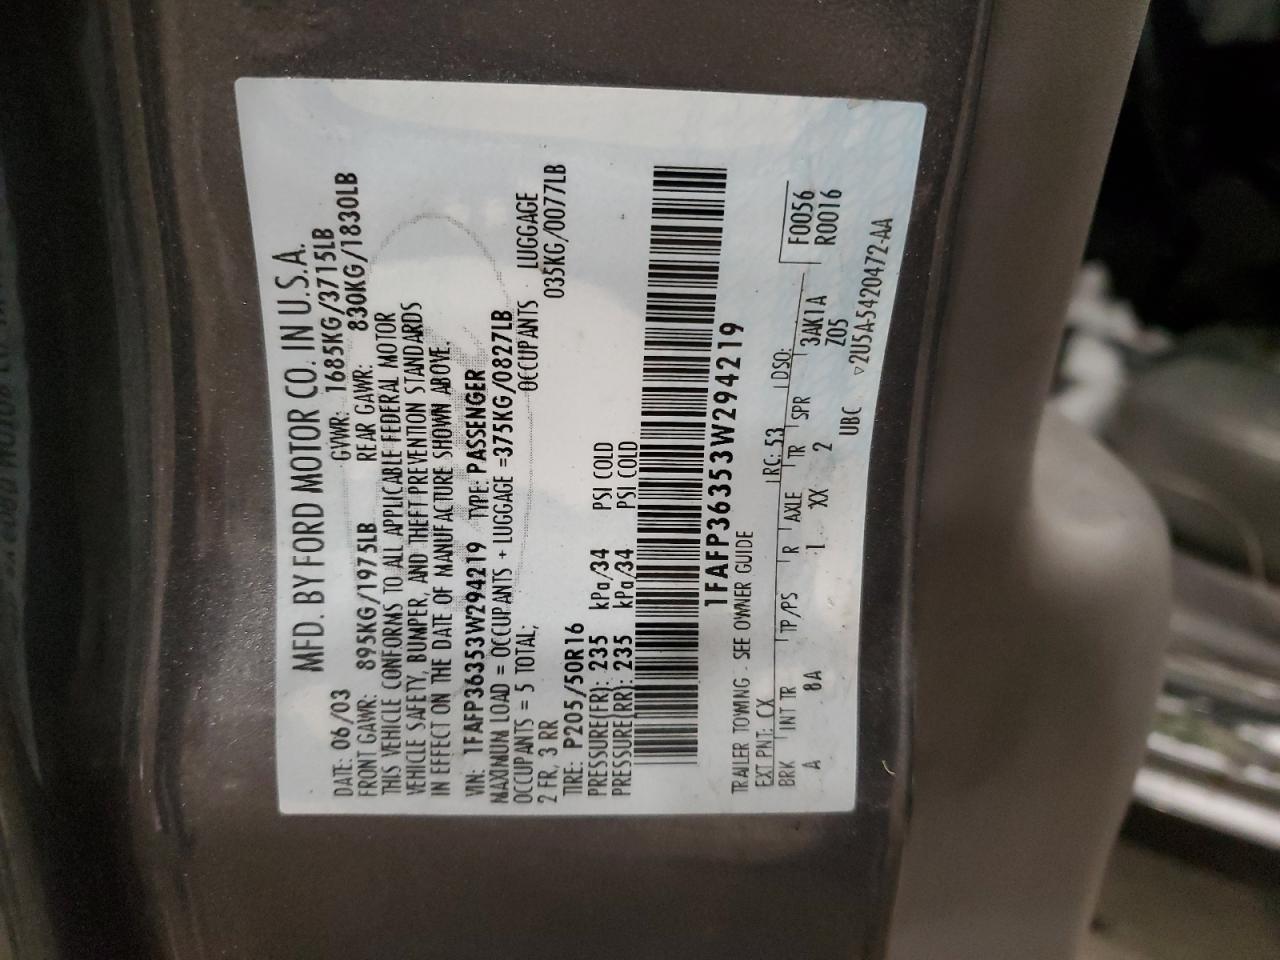 MFD. BY FORD MOTOR CO. IN U.S.A.
DATE: 06/03 GVWR: 1685KG/3715LB
FRONT GAWR: 895KG/1975LB REAR GAWR: 830KG/1830LB
THIS VEHICLE CONFORMS TO ALL APPLICABLE FEDERAL MOTOR
VEHICLE SAFETY, BUMPER, AND THEFT PREVENTION STANDARDS
IN EFFECT ON THE DATE OF MANUFACTURE SHOWN ABOVE.
VIN: 1FAFP36353W294219 TYPE: PASSENGER
MAXIMUM LOAD = OCCUPANTS + LUGGAGE =375KG/0827LB
OCCUPANTS = 5 TOTAL; OCCUPANTS LUGGAGE
2 FR, 3 RR 035KG/0077LB
TIRE: P205/50R16
PRESSURE(FR): 235 kPa/34 PSI COLD
PRESSURE(RR): 235 kPa/34 PSI COLD
1FAFP36353W294219
TRAILER TOWING - SEE OWNER GUIDE
EXT PNT: CX RC: 53 DSO: F0056
BRK INT TR TP/PS R AXLE TR SPR 3AK1A R0016
A 8A 1 XX 2 Z05
UBC ▽2U5A-5420472-AA